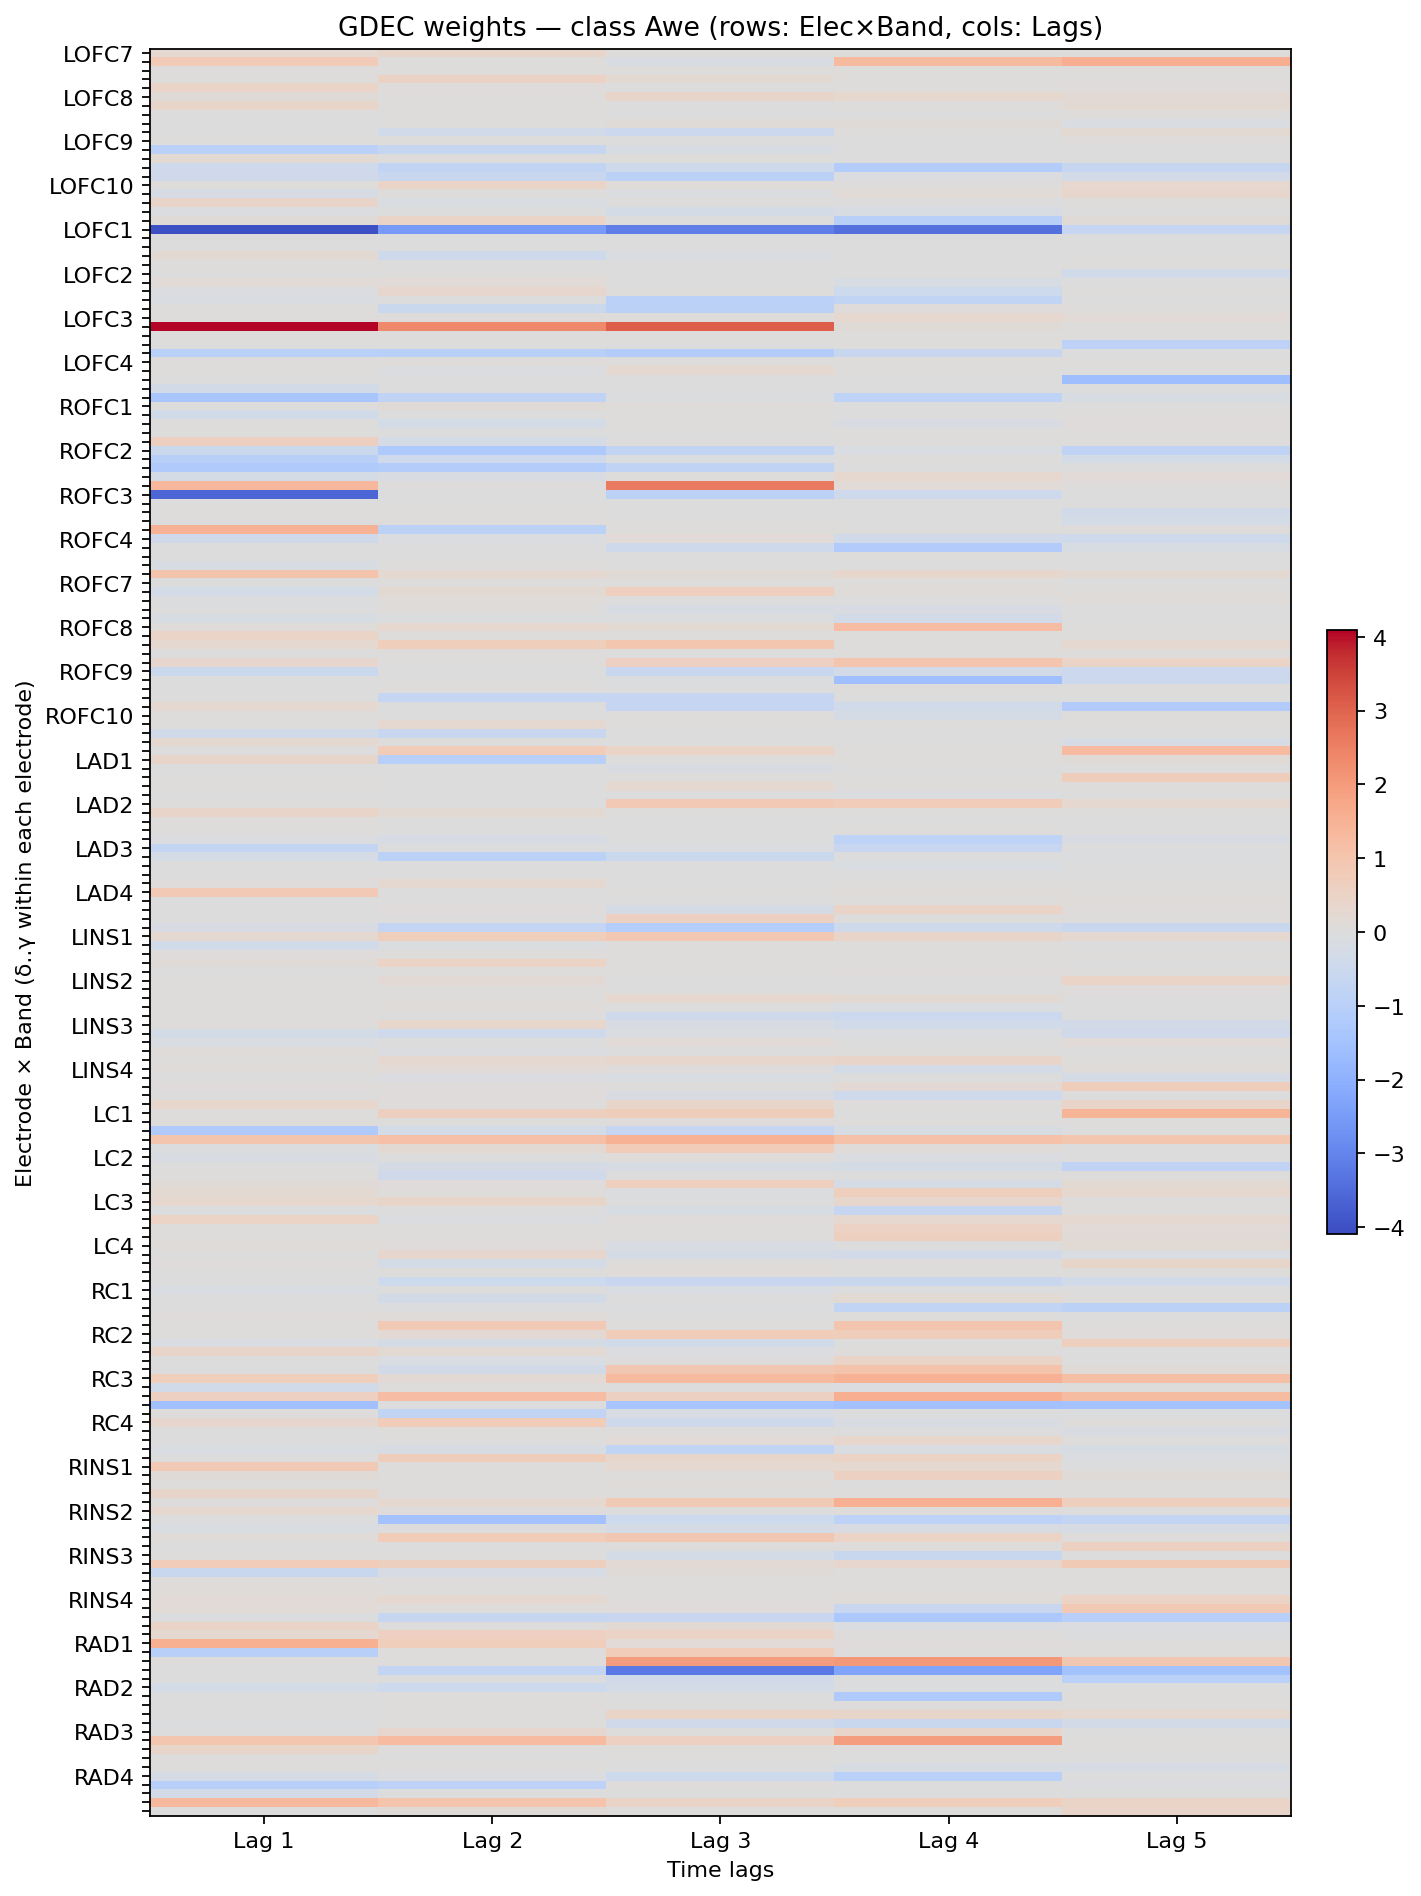 GDEC weights — class Awe (rows: Elec×Band, cols: Lags)
LOFC7
LOFC8
LOFC9
LOFC10
LOFC1
LOFC2
LOFC3
LOFC4
ROFC1
ROFC2
ROFC3
ROFC4
ROFC7
ROFC8
ROFC9
ROFC10
LAD1
LAD2
LAD3
LAD4
LINS1
LINS2
LINS3
LINS4
LC1
LC2
LC3
LC4
RC1
RC2
RC3
RC4
RINS1
RINS2
RINS3
RINS4
RAD1
RAD2
RAD3
RAD4
Electrode × Band (δ..γ within each electrode)
Lag 1
Lag 2
Lag 3
Lag 4
Lag 5
Time lags
4
3
2
1
0
−1
−2
−3
−4